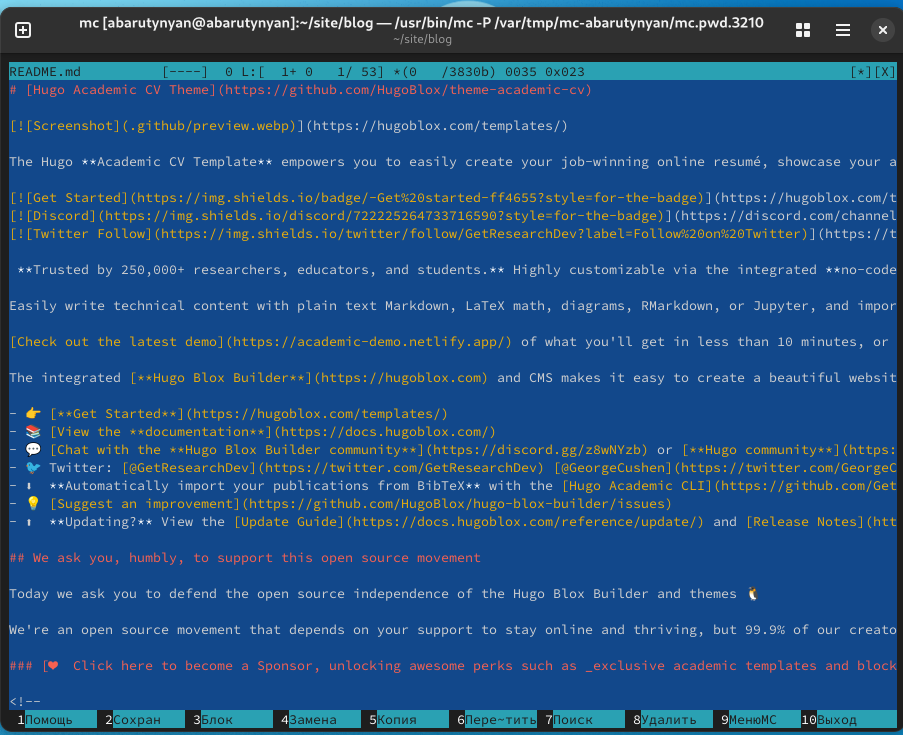 mc [abarutynyan@abarutynyan]:~/site/blog — /usr/bin/mc -P /var/tmp/mc-abarutynyan/mc.pwd.3210
~/site/blog
README.md [----] 0 L:[ 1+ 0 1/ 53] *(0 /3830b) 0035 0x023 [*][X]
# [Hugo Academic CV Theme](https://github.com/HugoBlox/theme-academic-cv)
[![Screenshot](.github/preview.webp)](https://hugoblox.com/templates/)
The Hugo **Academic CV Template** empowers you to easily create your job-winning online resumé, showcase your a
[![Get Started](https://img.shields.io/badge/-Get%20started-ff4655?style=for-the-badge)](https://hugoblox.com/t
[![Discord](https://img.shields.io/discord/722225264733716590?style=for-the-badge)](https://discord.com/channel
[![Twitter Follow](https://img.shields.io/twitter/follow/GetResearchDev?label=Follow%20on%20Twitter)](https://t
**Trusted by 250,000+ researchers, educators, and students.** Highly customizable via the integrated **no-code
Easily write technical content with plain text Markdown, LaTeX math, diagrams, RMarkdown, or Jupyter, and impor
[Check out the latest demo](https://academic-demo.netlify.app/) of what you'll get in less than 10 minutes, or
The integrated [**Hugo Blox Builder**](https://hugoblox.com) and CMS makes it easy to create a beautiful websit
- 👉 [**Get Started**](https://hugoblox.com/templates/)
- 📚 [View the **documentation**](https://docs.hugoblox.com/)
- 💬 [Chat with the **Hugo Blox Builder community**](https://discord.gg/z8wNYzb) or [**Hugo community**](https:
- 🐦 Twitter: [@GetResearchDev](https://twitter.com/GetResearchDev) [@GeorgeCushen](https://twitter.com/GeorgeC
- ⬇ **Automatically import your publications from BibTeX** with the [Hugo Academic CLI](https://github.com/Get
- 💡 [Suggest an improvement](https://github.com/HugoBlox/hugo-blox-builder/issues)
- ⬆ **Updating?** View the [Update Guide](https://docs.hugoblox.com/reference/update/) and [Release Notes](htt
## We ask you, humbly, to support this open source movement
Today we ask you to defend the open source independence of the Hugo Blox Builder and themes 🐧
We're an open source movement that depends on your support to stay online and thriving, but 99.9% of our creato
### [❤ Click here to become a Sponsor, unlocking awesome perks such as _exclusive academic templates and block
<!--
1Помощь 2Сохран 3Блок 4Замена 5Копия 6Пере~тить 7Поиск 8Удалить 9МенюMC 10Выход